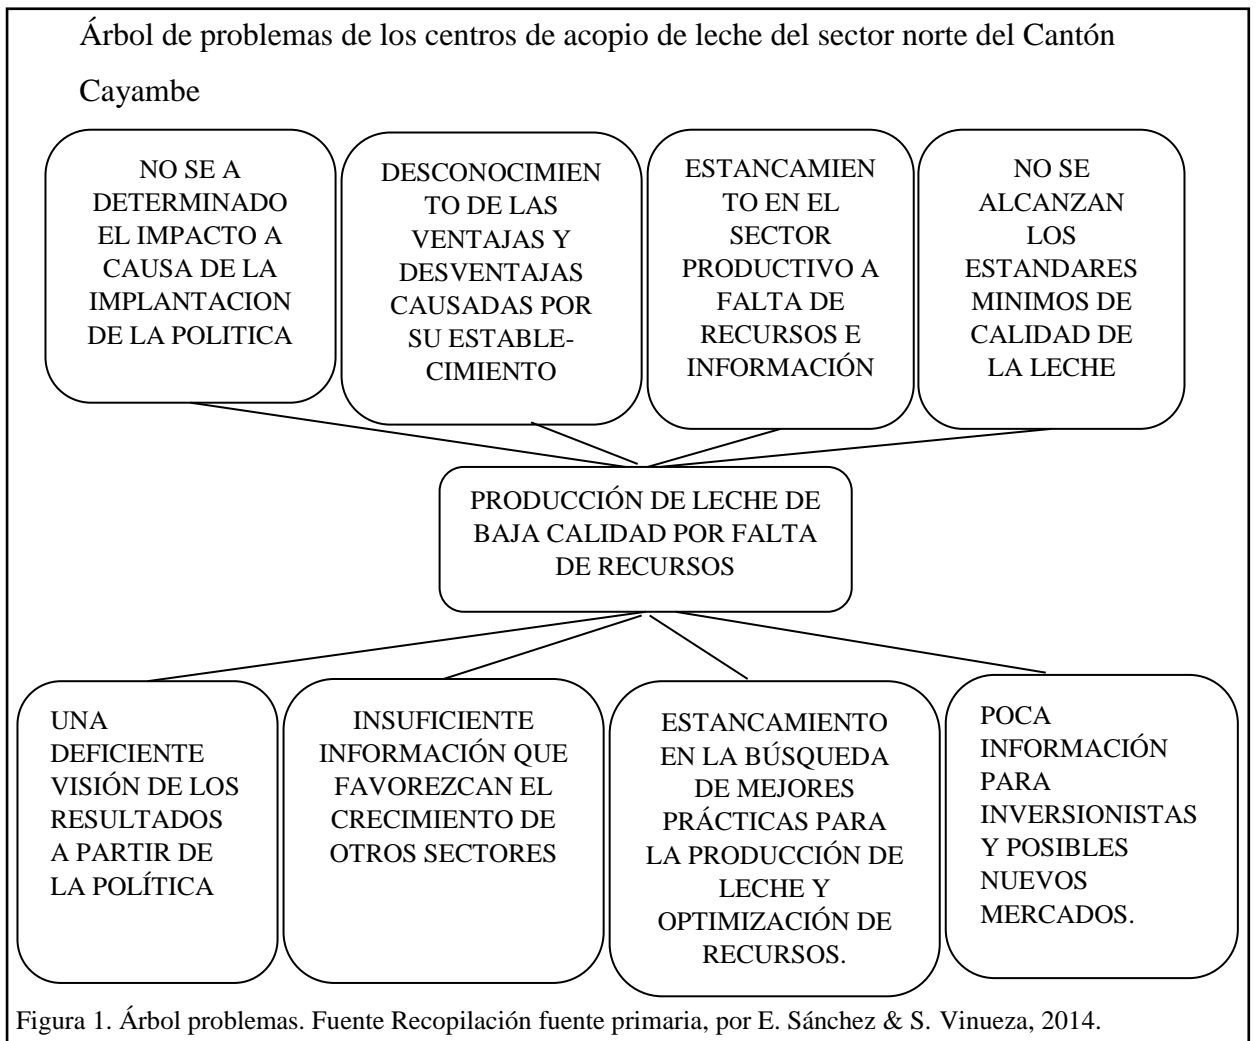 Árbol de problemas de los centros de acopio de leche del sector norte del Cantón
Cayambe
NO SE A
DETERMINADO
EL IMPACTO A
CAUSA DE LA
IMPLANTACION
DE LA POLITICA
DESCONOCIMIEN
TO DE LAS
VENTAJAS Y
DESVENTAJAS
CAUSADAS POR
SU ESTABLE-
CIMIENTO
ESTANCAMIEN
TO EN EL
SECTOR
PRODUCTIVO A
FALTA DE
RECURSOS E
INFORMACIÓN
NO SE
ALCANZAN
LOS
ESTANDARES
MINIMOS DE
CALIDAD DE
LA LECHE
PRODUCCIÓN DE LECHE DE
BAJA CALIDAD POR FALTA
DE RECURSOS
UNA
DEFICIENTE
VISIÓN DE LOS
RESULTADOS
A PARTIR DE
LA POLÍTICA
INSUFICIENTE
INFORMACIÓN QUE
FAVOREZCAN EL
CRECIMIENTO DE
OTROS SECTORES
ESTANCAMIENTO
EN LA BÚSQUEDA
DE MEJORES
PRÁCTICAS PARA
LA PRODUCCIÓN DE
LECHE Y
OPTIMIZACIÓN DE
RECURSOS.
POCA
INFORMACIÓN
PARA
INVERSIONISTAS
Y POSIBLES
NUEVOS
MERCADOS.
Figura 1. Árbol problemas. Fuente Recopilación fuente primaria, por E. Sánchez & S. Vinueza, 2014.